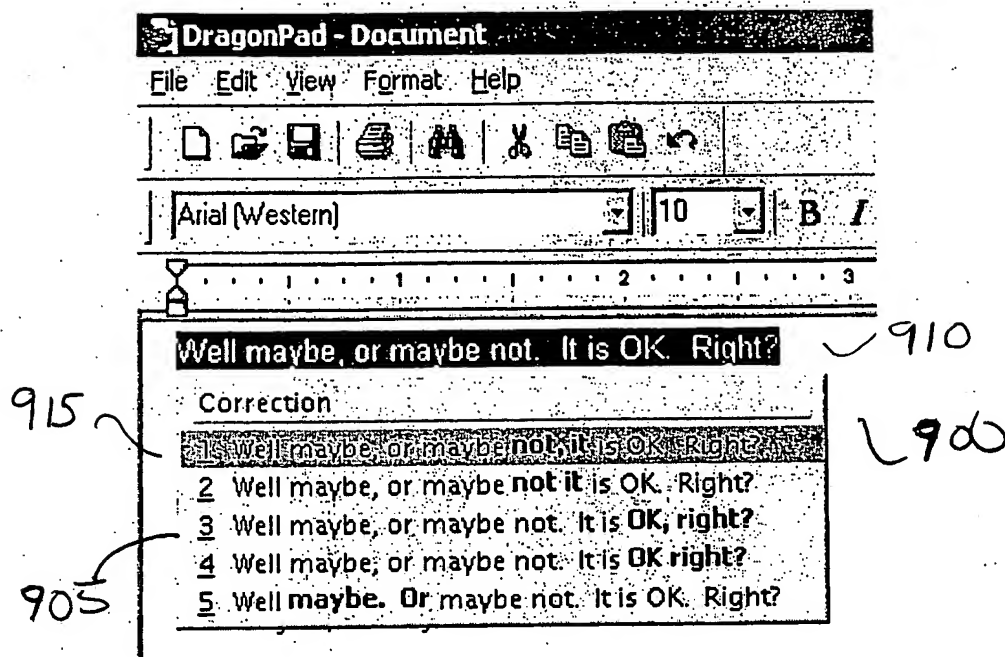 DragonPad - Document
File Edit View Format Help
Arial (Western) 10 B I
1 2 3
Well maybe, or maybe not. It is OK. Right? 910
Correction
915 900
1 Well maybe, or maybe not, it is OK. Right?
2 Well maybe, or maybe not it is OK. Right?
3 Well maybe, or maybe not. It is OK, right?
4 Well maybe, or maybe not. It is OK right?
905
5 Well maybe. Or maybe not. It is OK. Right?